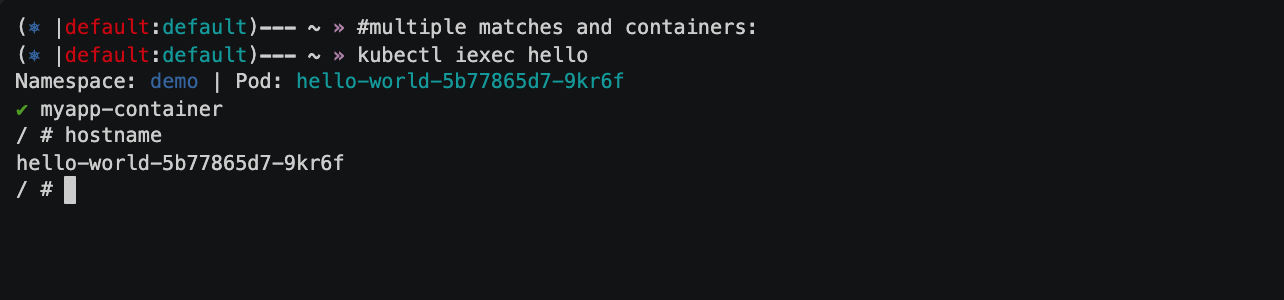 (⎈ |default:default)--- ~ » #multiple matches and containers:
(⎈ |default:default)--- ~ » kubectl iexec hello
Namespace: demo | Pod: hello-world-5b77865d7-9kr6f
✔ myapp-container
/ # hostname
hello-world-5b77865d7-9kr6f
/ #